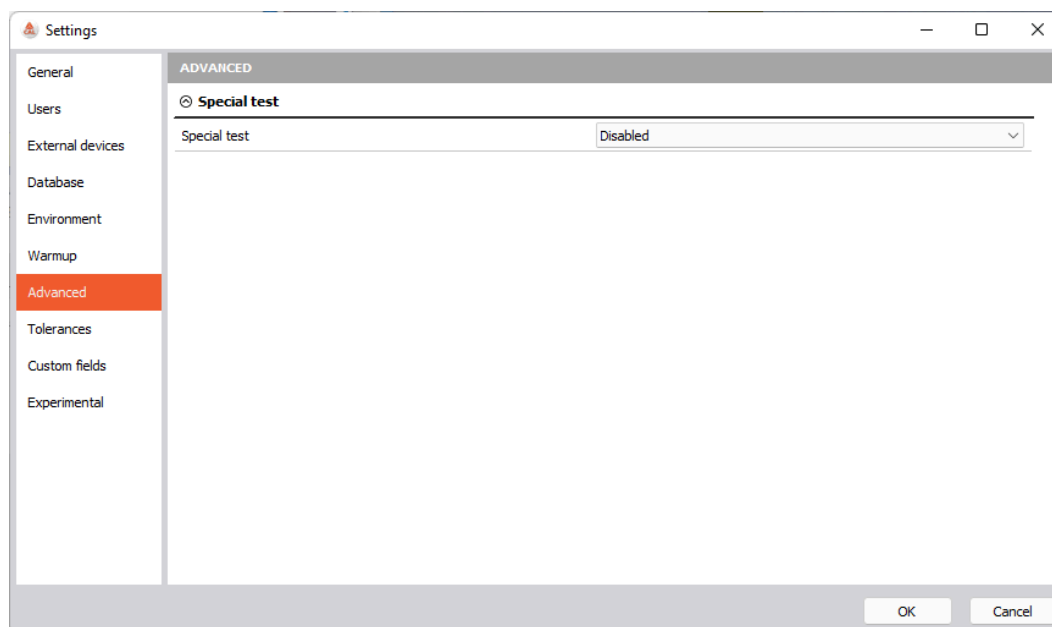 Settings
General
Users
External devices
Database
Environment
Warmup
Advanced
Tolerances
Custom fields
Experimental
ADVANCED
Special test
Special test Disabled
OK Cancel